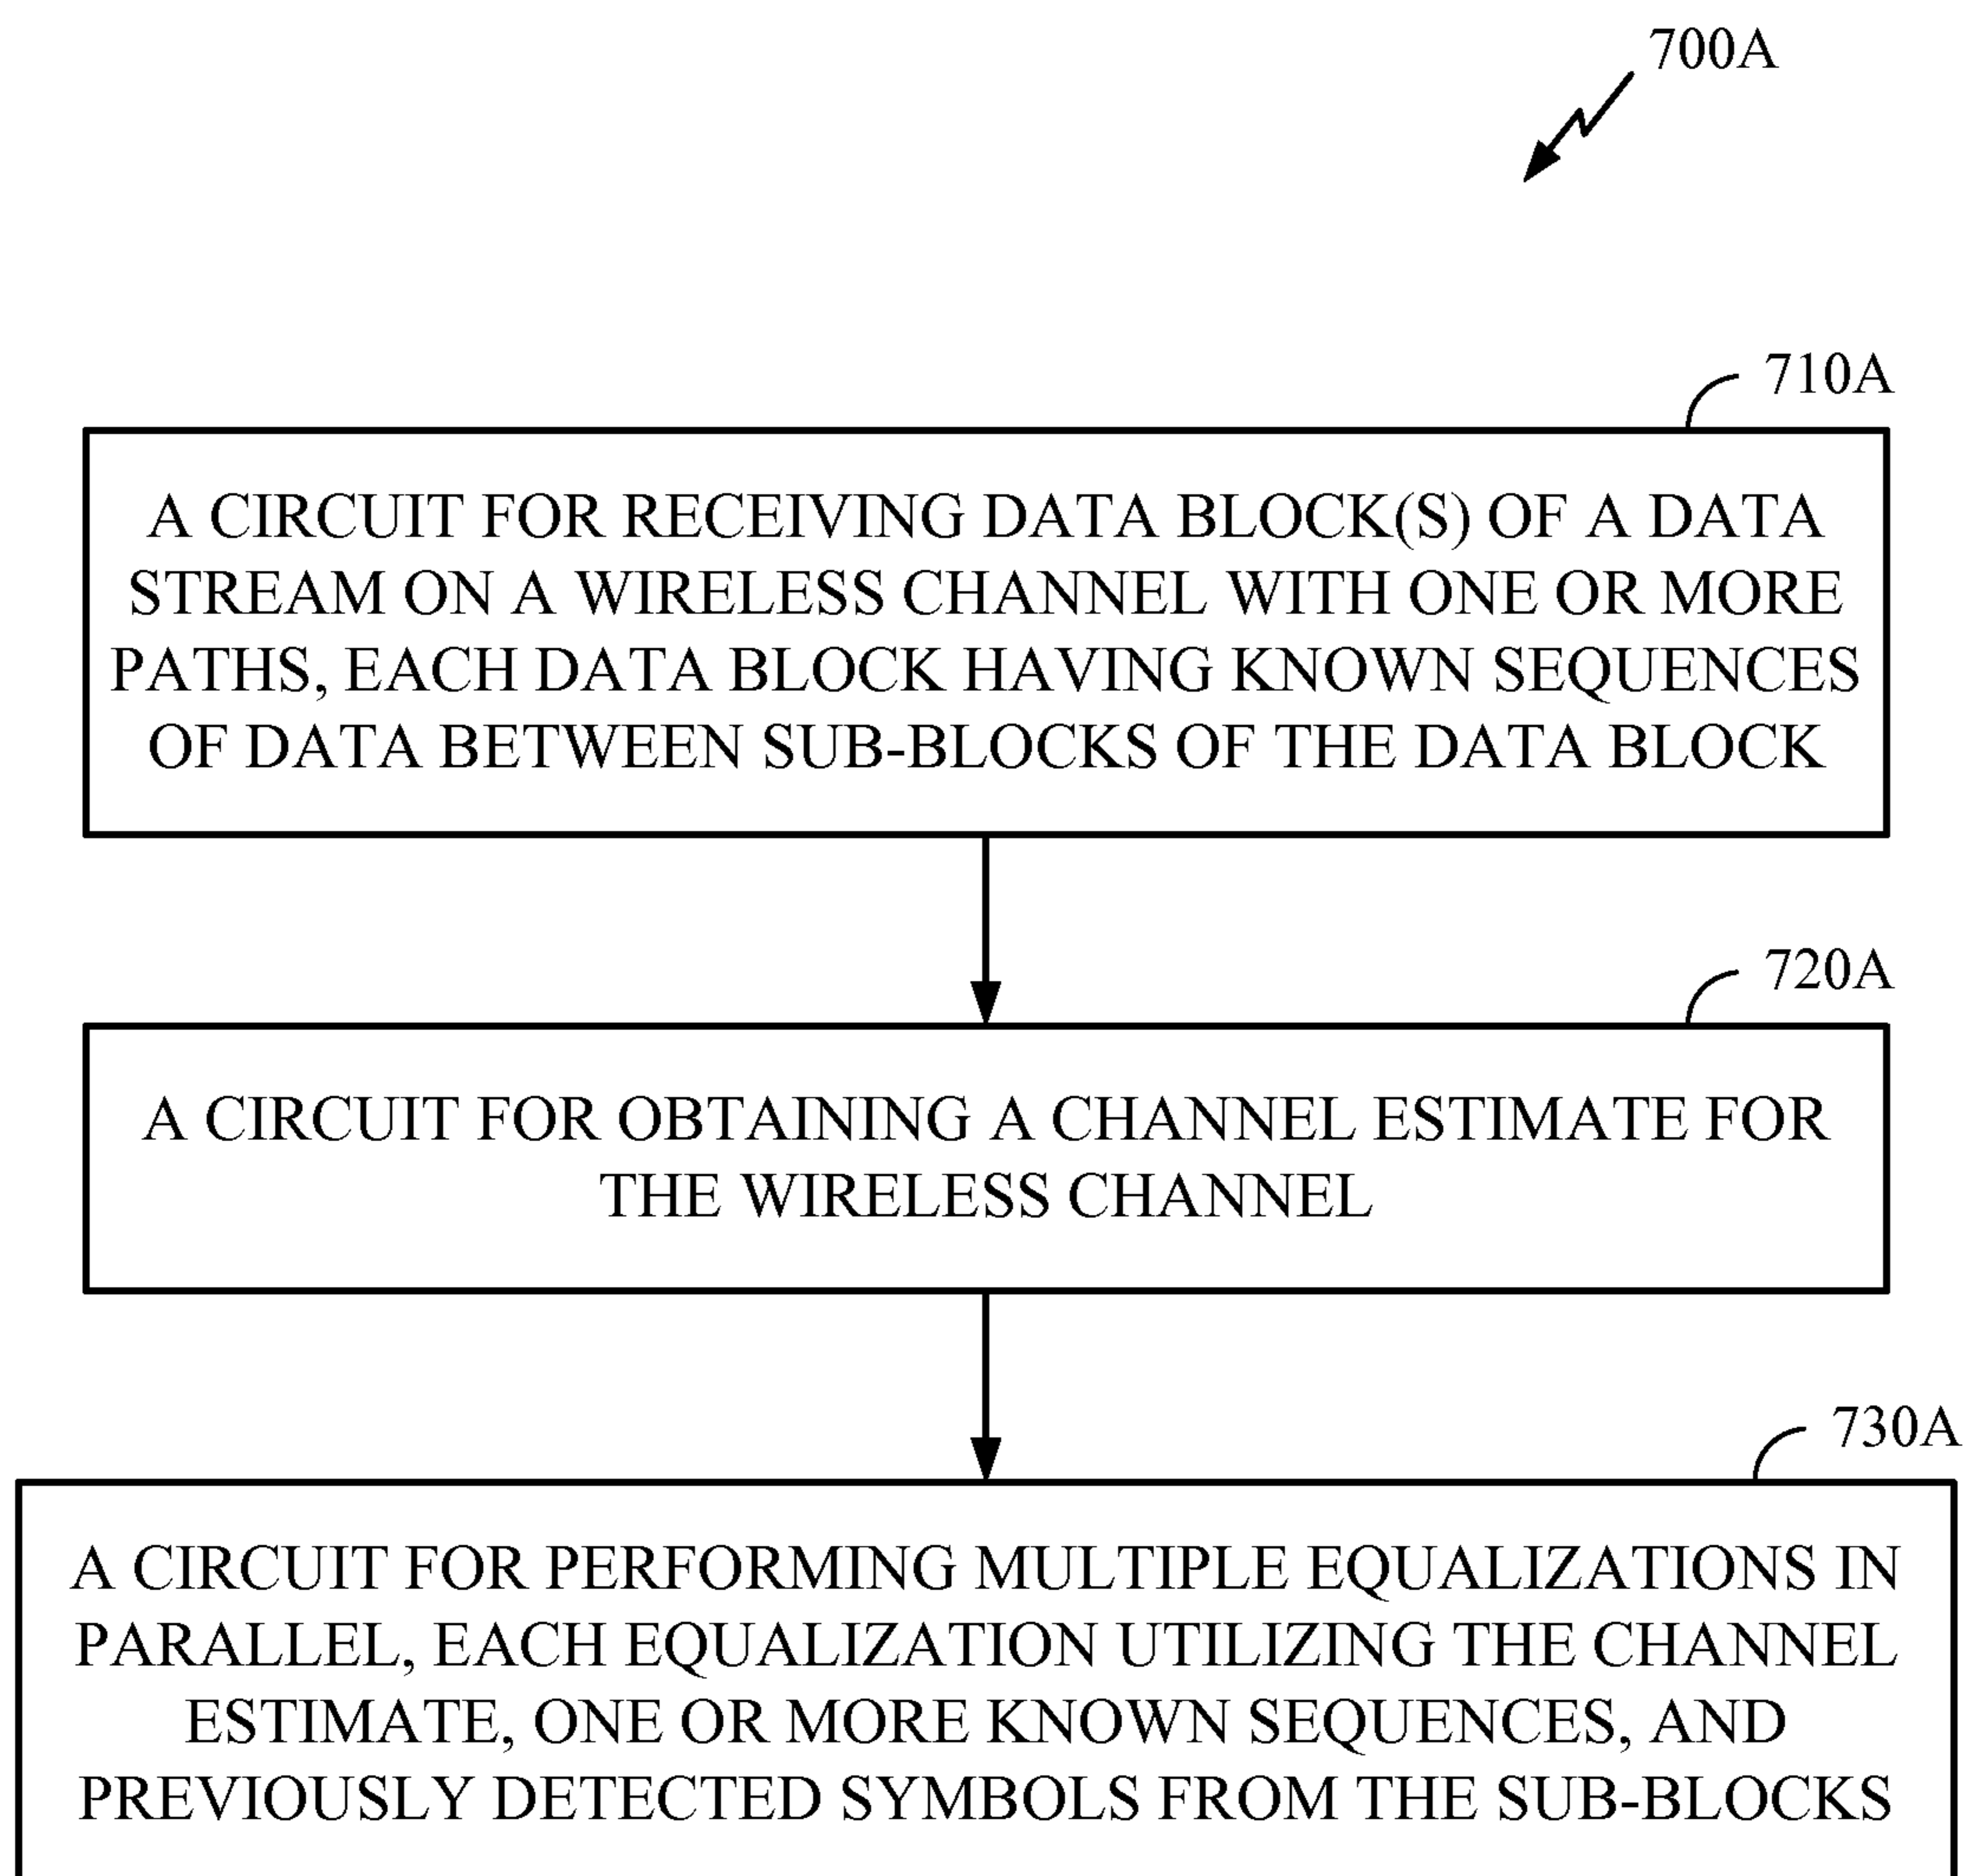 700A
710A
A CIRCUIT FOR RECEIVING DATA BLOCK(S) OF A DATA
STREAM ON A WIRELESS CHANNEL WITH ONE OR MORE
PATHS, EACH DATA BLOCK HAVING KNOWN SEQUENCES
OF DATA BETWEEN SUB-BLOCKS OF THE DATA BLOCK
720A
A CIRCUIT FOR OBTAINING A CHANNEL ESTIMATE FOR
THE WIRELESS CHANNEL
730A
A CIRCUIT FOR PERFORMING MULTIPLE EQUALIZATIONS IN
PARALLEL, EACH EQUALIZATION UTILIZING THE CHANNEL
ESTIMATE, ONE OR MORE KNOWN SEQUENCES, AND
PREVIOUSLY DETECTED SYMBOLS FROM THE SUB-BLOCKS